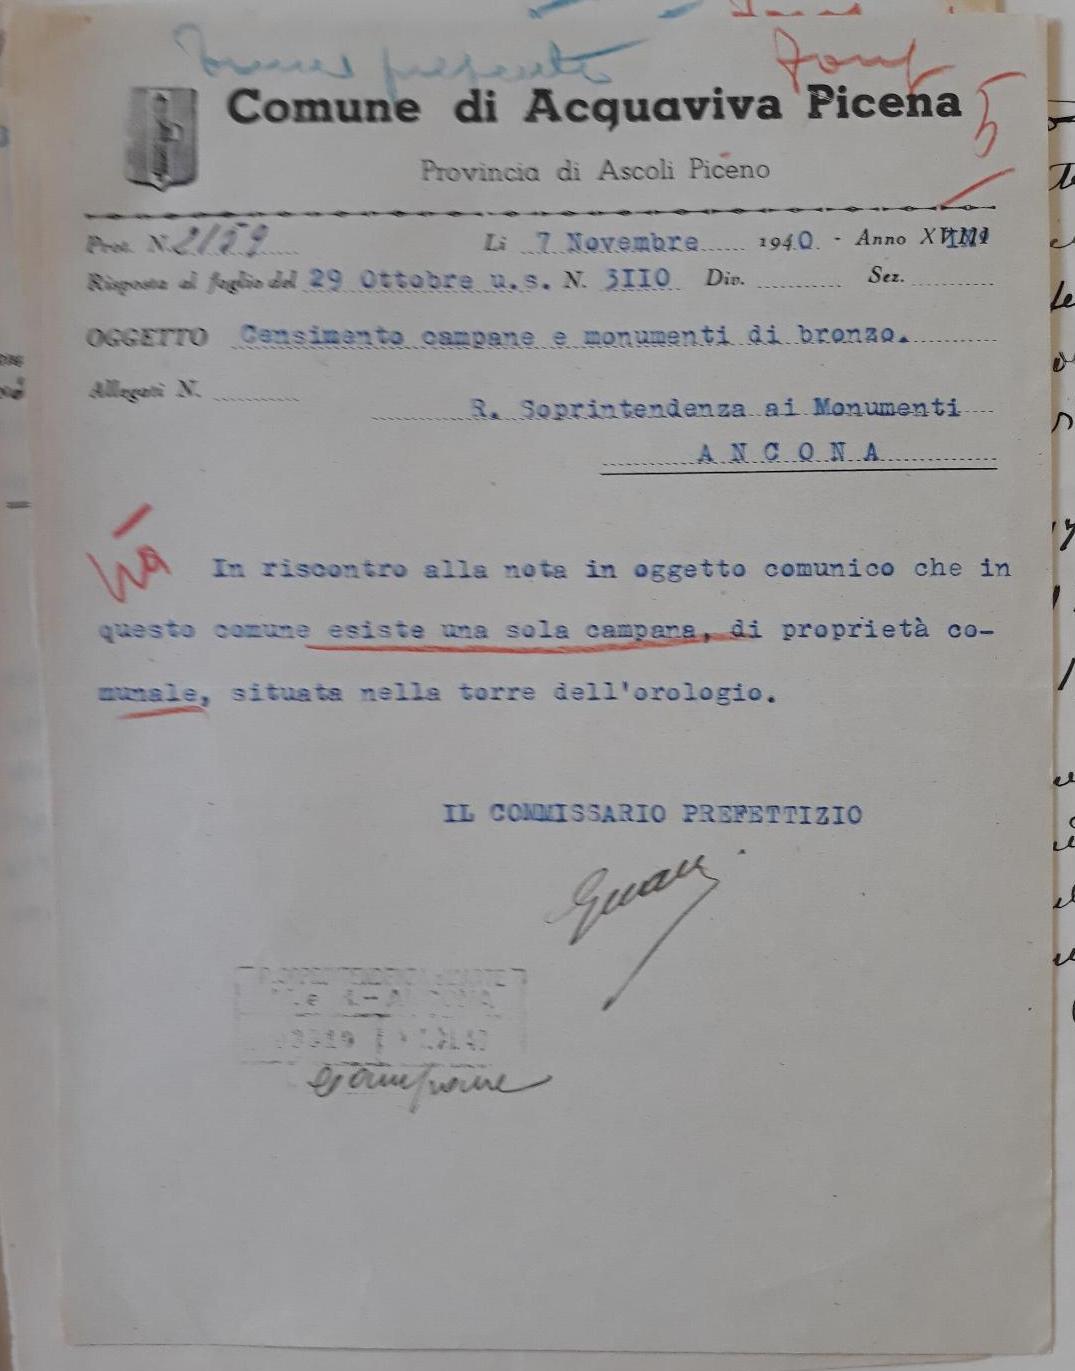 Comune di Acquaviva Picena
Provincia di Ascoli Piceno
Prot. N. 2159
Li 7 Novembre 1940. - Anno
Risposta al foglio del 29 Ottobre u.s. N. 3II0 Div. Sez.
OGGETTO Censimento campane e monumenti di bronzo.
Allegati N.
R. Soprintendenza ai Monumenti
ANCONA
In riscontro alla nota in oggetto comunico che in
questo comune esiste una sola campana, di proprietà co-
munale, situata nella torre dell'orologio.
IL COMMISSARIO PREFETTIZIO
Campane